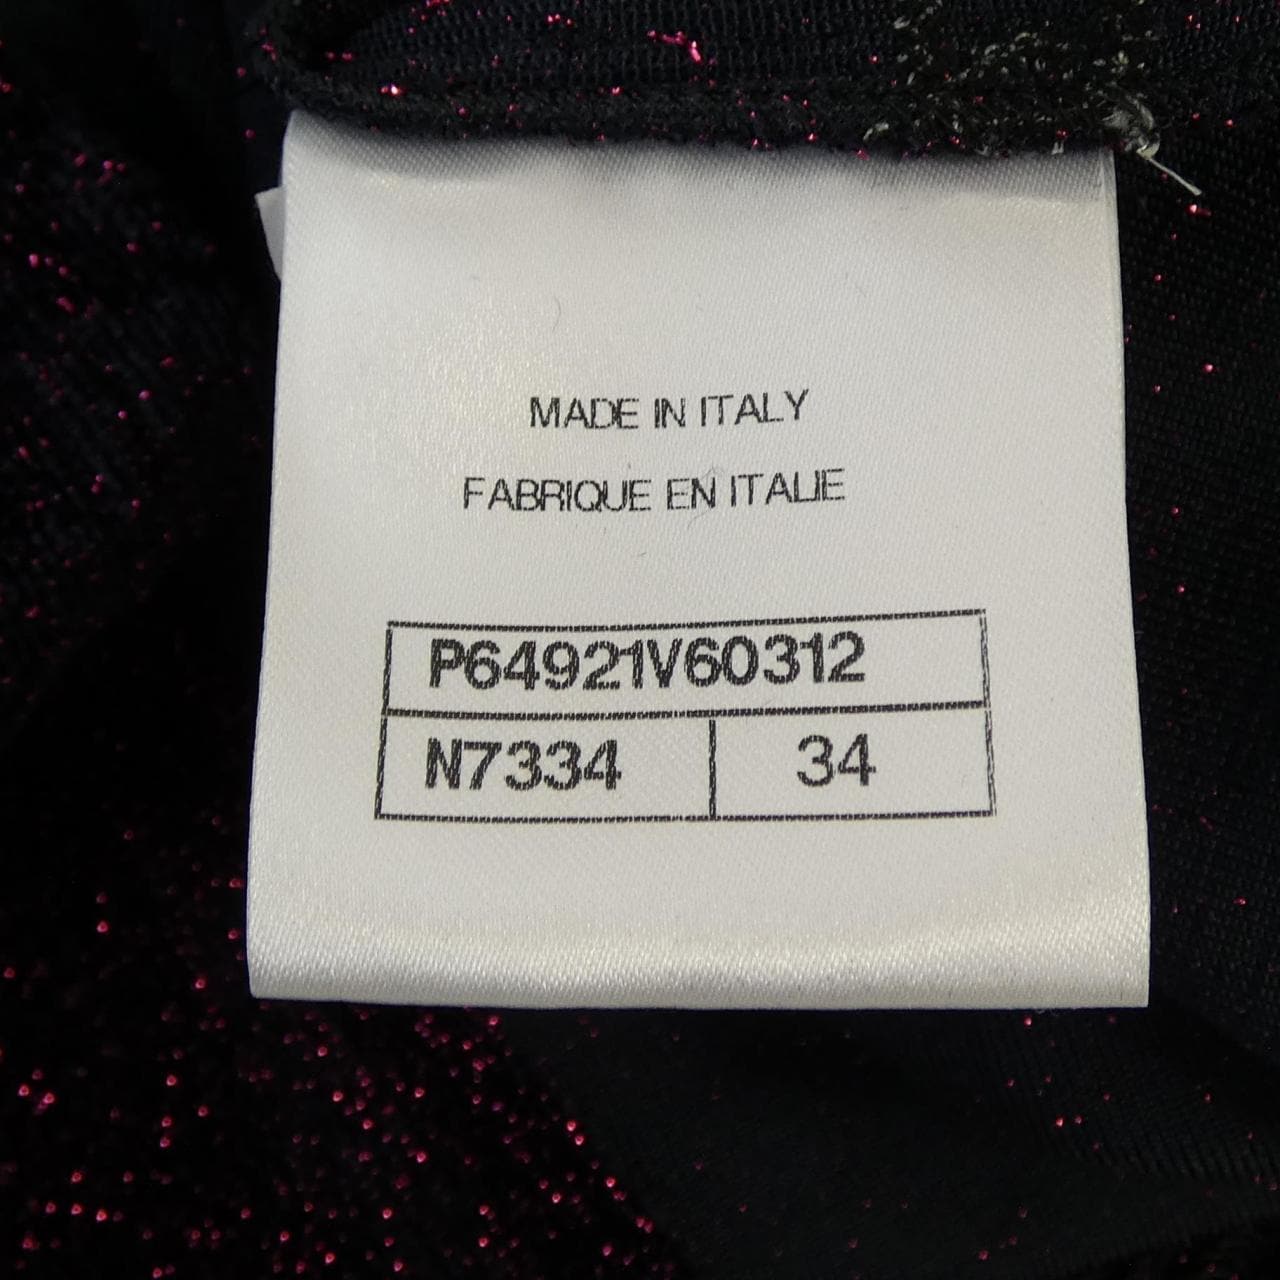 MADE IN ITALY
FABRIQUE EN ITALIE
P64921V60312
N7334 34